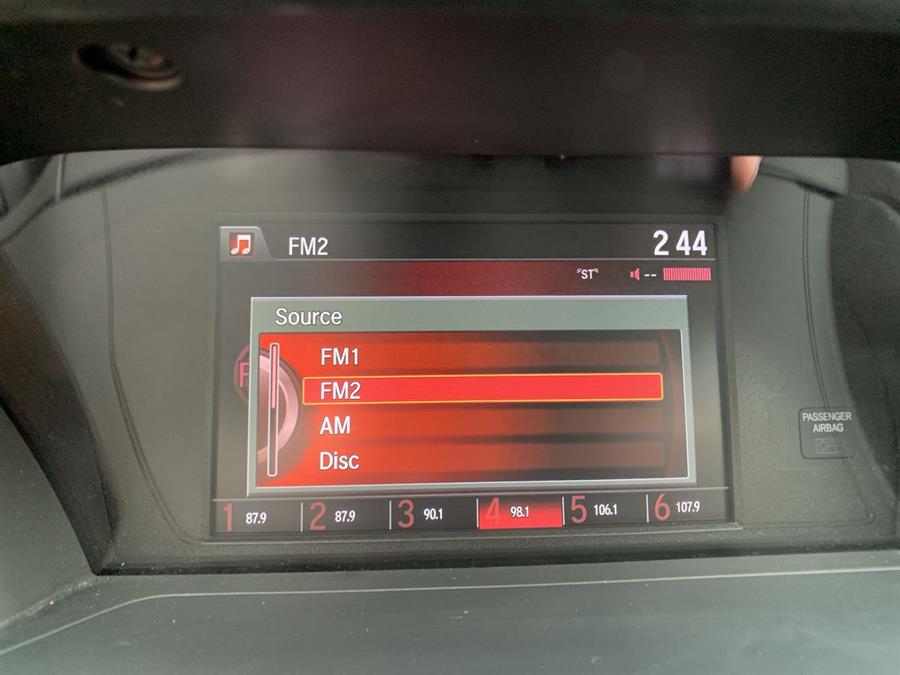 FM2 2 44
"ST" --
Source
FM1
FM2
AM
Disc
1 87.9 2 87.9 3 90.1 4 98.1 5 106.1 6 107.9
PASSENGER
AIRBAG